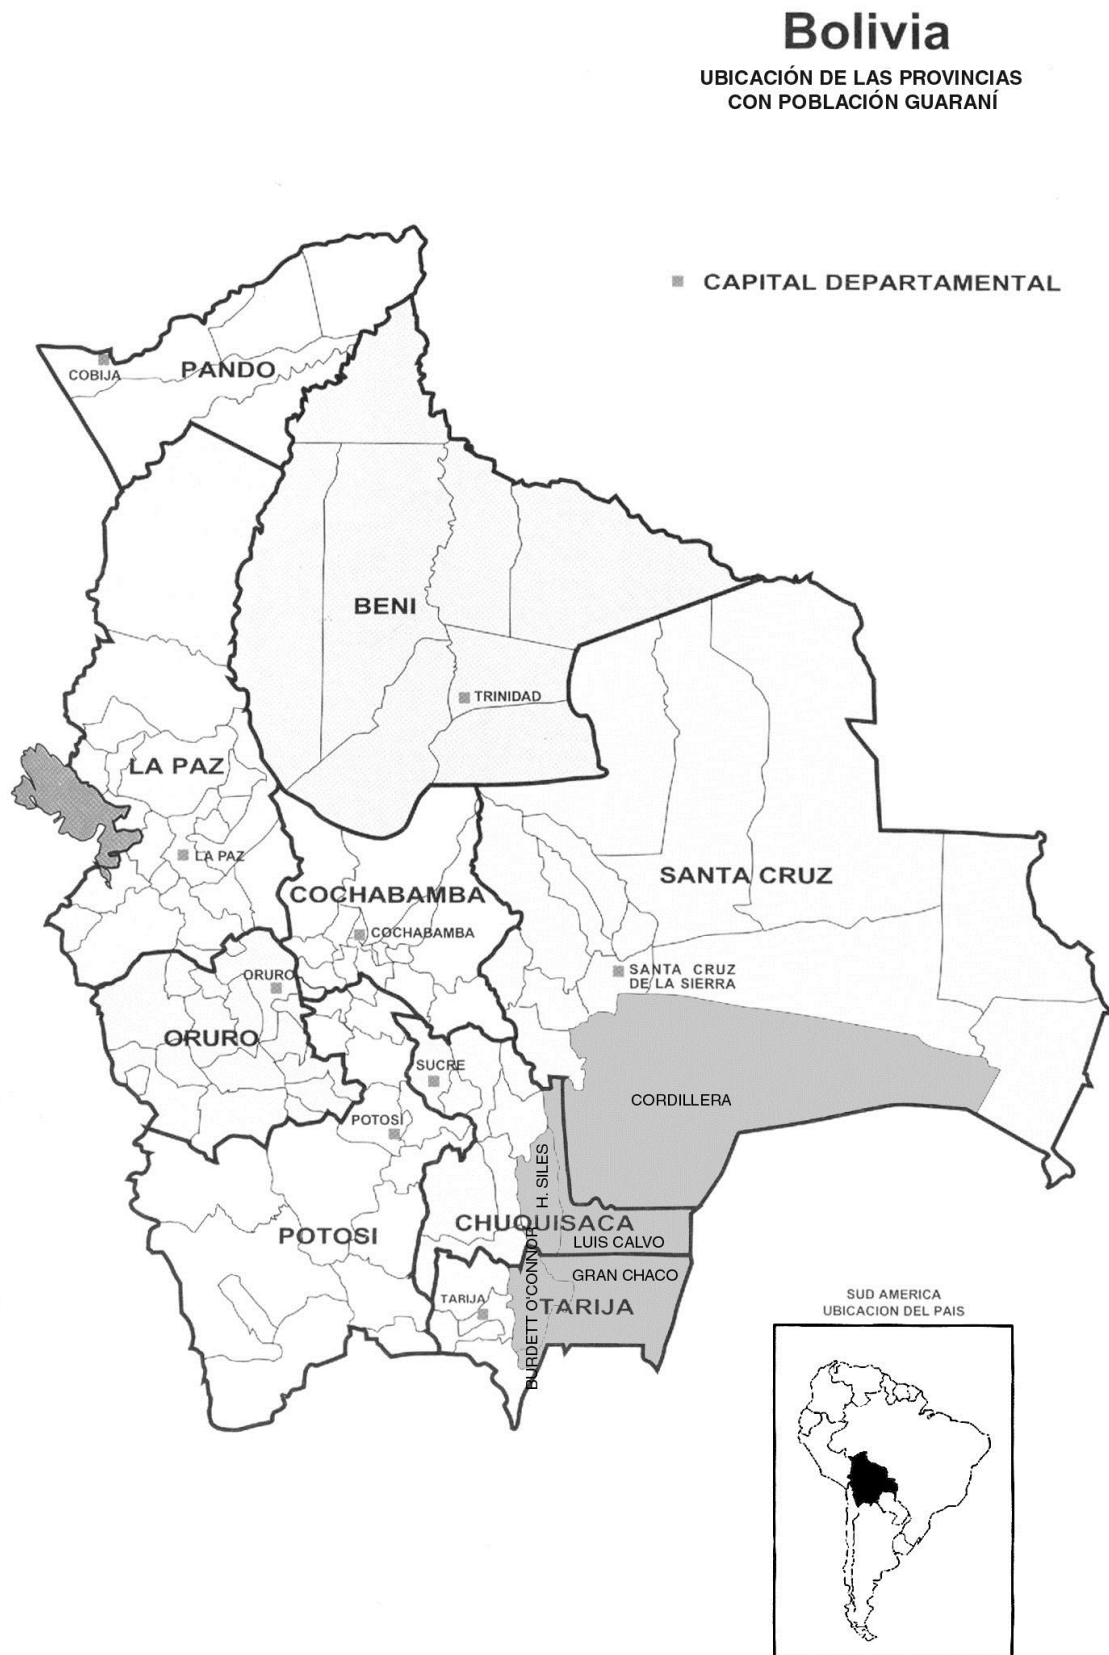 Bolivia
UBICACIÓN DE LAS PROVINCIAS
CON POBLACIÓN GUARANÍ
CAPITAL DEPARTAMENTAL
COBIJA
PANDO
BENI
TRINIDAD
LA PAZ
LA PAZ
COCHABAMBA
COCHABAMBA
SANTA CRUZ
SANTA CRUZ
DE LA SIERRA
ORURO
ORURO
SUCRE
POTOSÍ
CORDILLERA
H. SILES
CHUQUISACA
LUIS CALVO
POTOSI
BURDETT O'CONNOR
GRAN CHACO
TARIJA
TARIJA
SUD AMERICA
UBICACION DEL PAIS